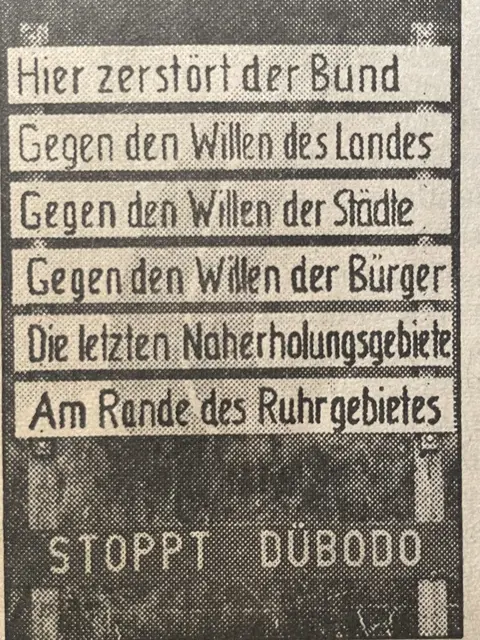 Hier zerstört der Bund
Gegen den Willen des Landes
Gegen den Willen der Städte
Gegen den Willen der Bürger
Die letzten Naherholungsgebiete
Am Rande des Ruhrgebietes
STOPPT DÜBODO